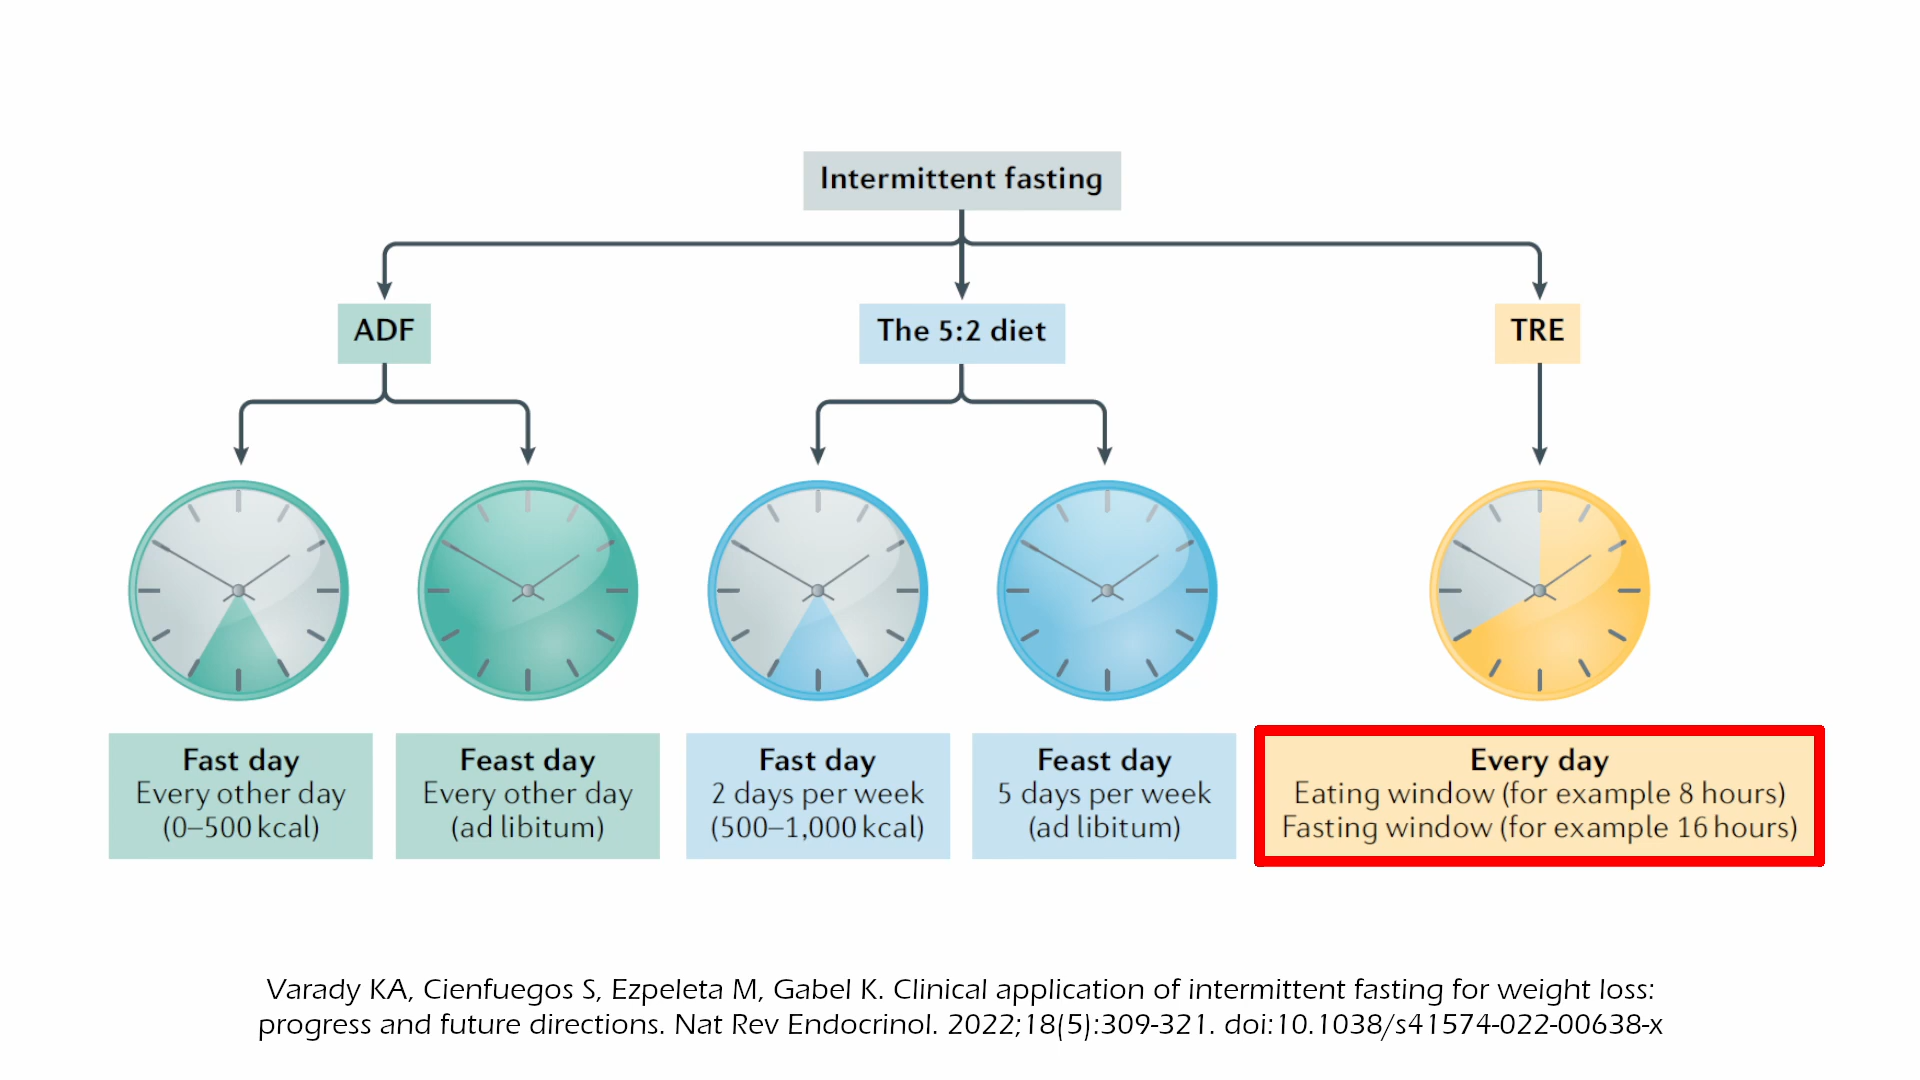 Intermittent fasting
ADF
The 5:2 diet
TRE
Fast day
Every other day
(0–500 kcal)
Feast day
Every other day
(ad libitum)
Fast day
2 days per week
(500–1,000 kcal)
Feast day
5 days per week
(ad libitum)
Every day
Eating window (for example 8 hours)
Fasting window (for example 16 hours)
Varady KA, Cienfuegos S, Ezpeleta M, Gabel K. Clinical application of intermittent fasting for weight loss:
progress and future directions. Nat Rev Endocrinol. 2022;18(5):309-321. doi:10.1038/s41574-022-00638-x